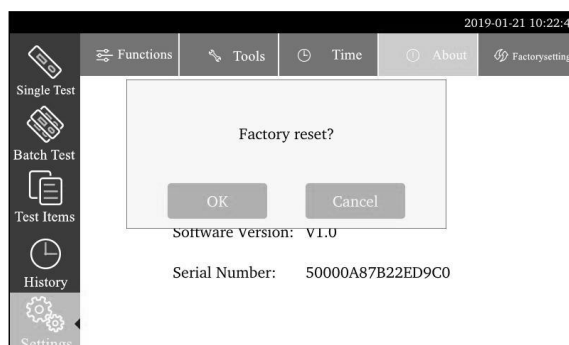 2019-01-21 10:22:4
Functions Tools Time About Factorysetting
Single Test
Batch Test
Test Items
History
Settings
Factory reset?
OK Cancel
Software Version: V1.0
Serial Number: 50000A87B22ED9C0